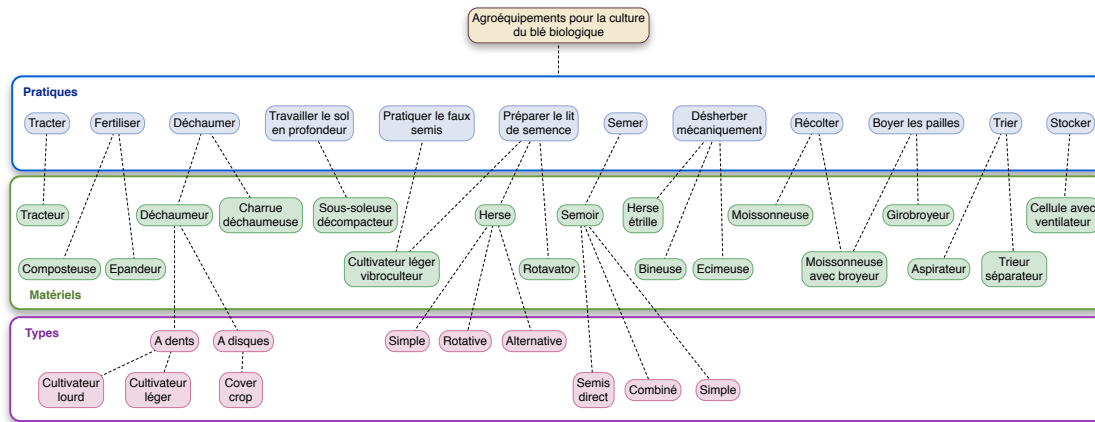 Agroéquipements pour la culture
du blé biologique
Pratiques
Tracter
Fertiliser
Déchaumer
Travailler le sol
en profondeur
Pratiquer le faux
semis
Préparer le lit
de semence
Semer
Désherber
mécaniquement
Récolter
Boyer les pailles
Trier
Stocker
Tracteur
Déchaumeur
Charrue
déchaumeuse
Sous-soleuse
décompacteur
Herse
Semoir
Herse
étrille
Moissonneuse
Girobroyeur
Cellule avec
ventilateur
Composteuse
Epandeur
Cultivateur léger
vibroculteur
Rotavator
Bineuse
Ecimeuse
Moissonneuse
avec broyeur
Aspirateur
Trieur
séparateur
Matériels
Types
A dents
A disques
Simple
Rotative
Alternative
Cultivateur
lourd
Cultivateur
léger
Cover
crop
Semis
direct
Combiné
Simple